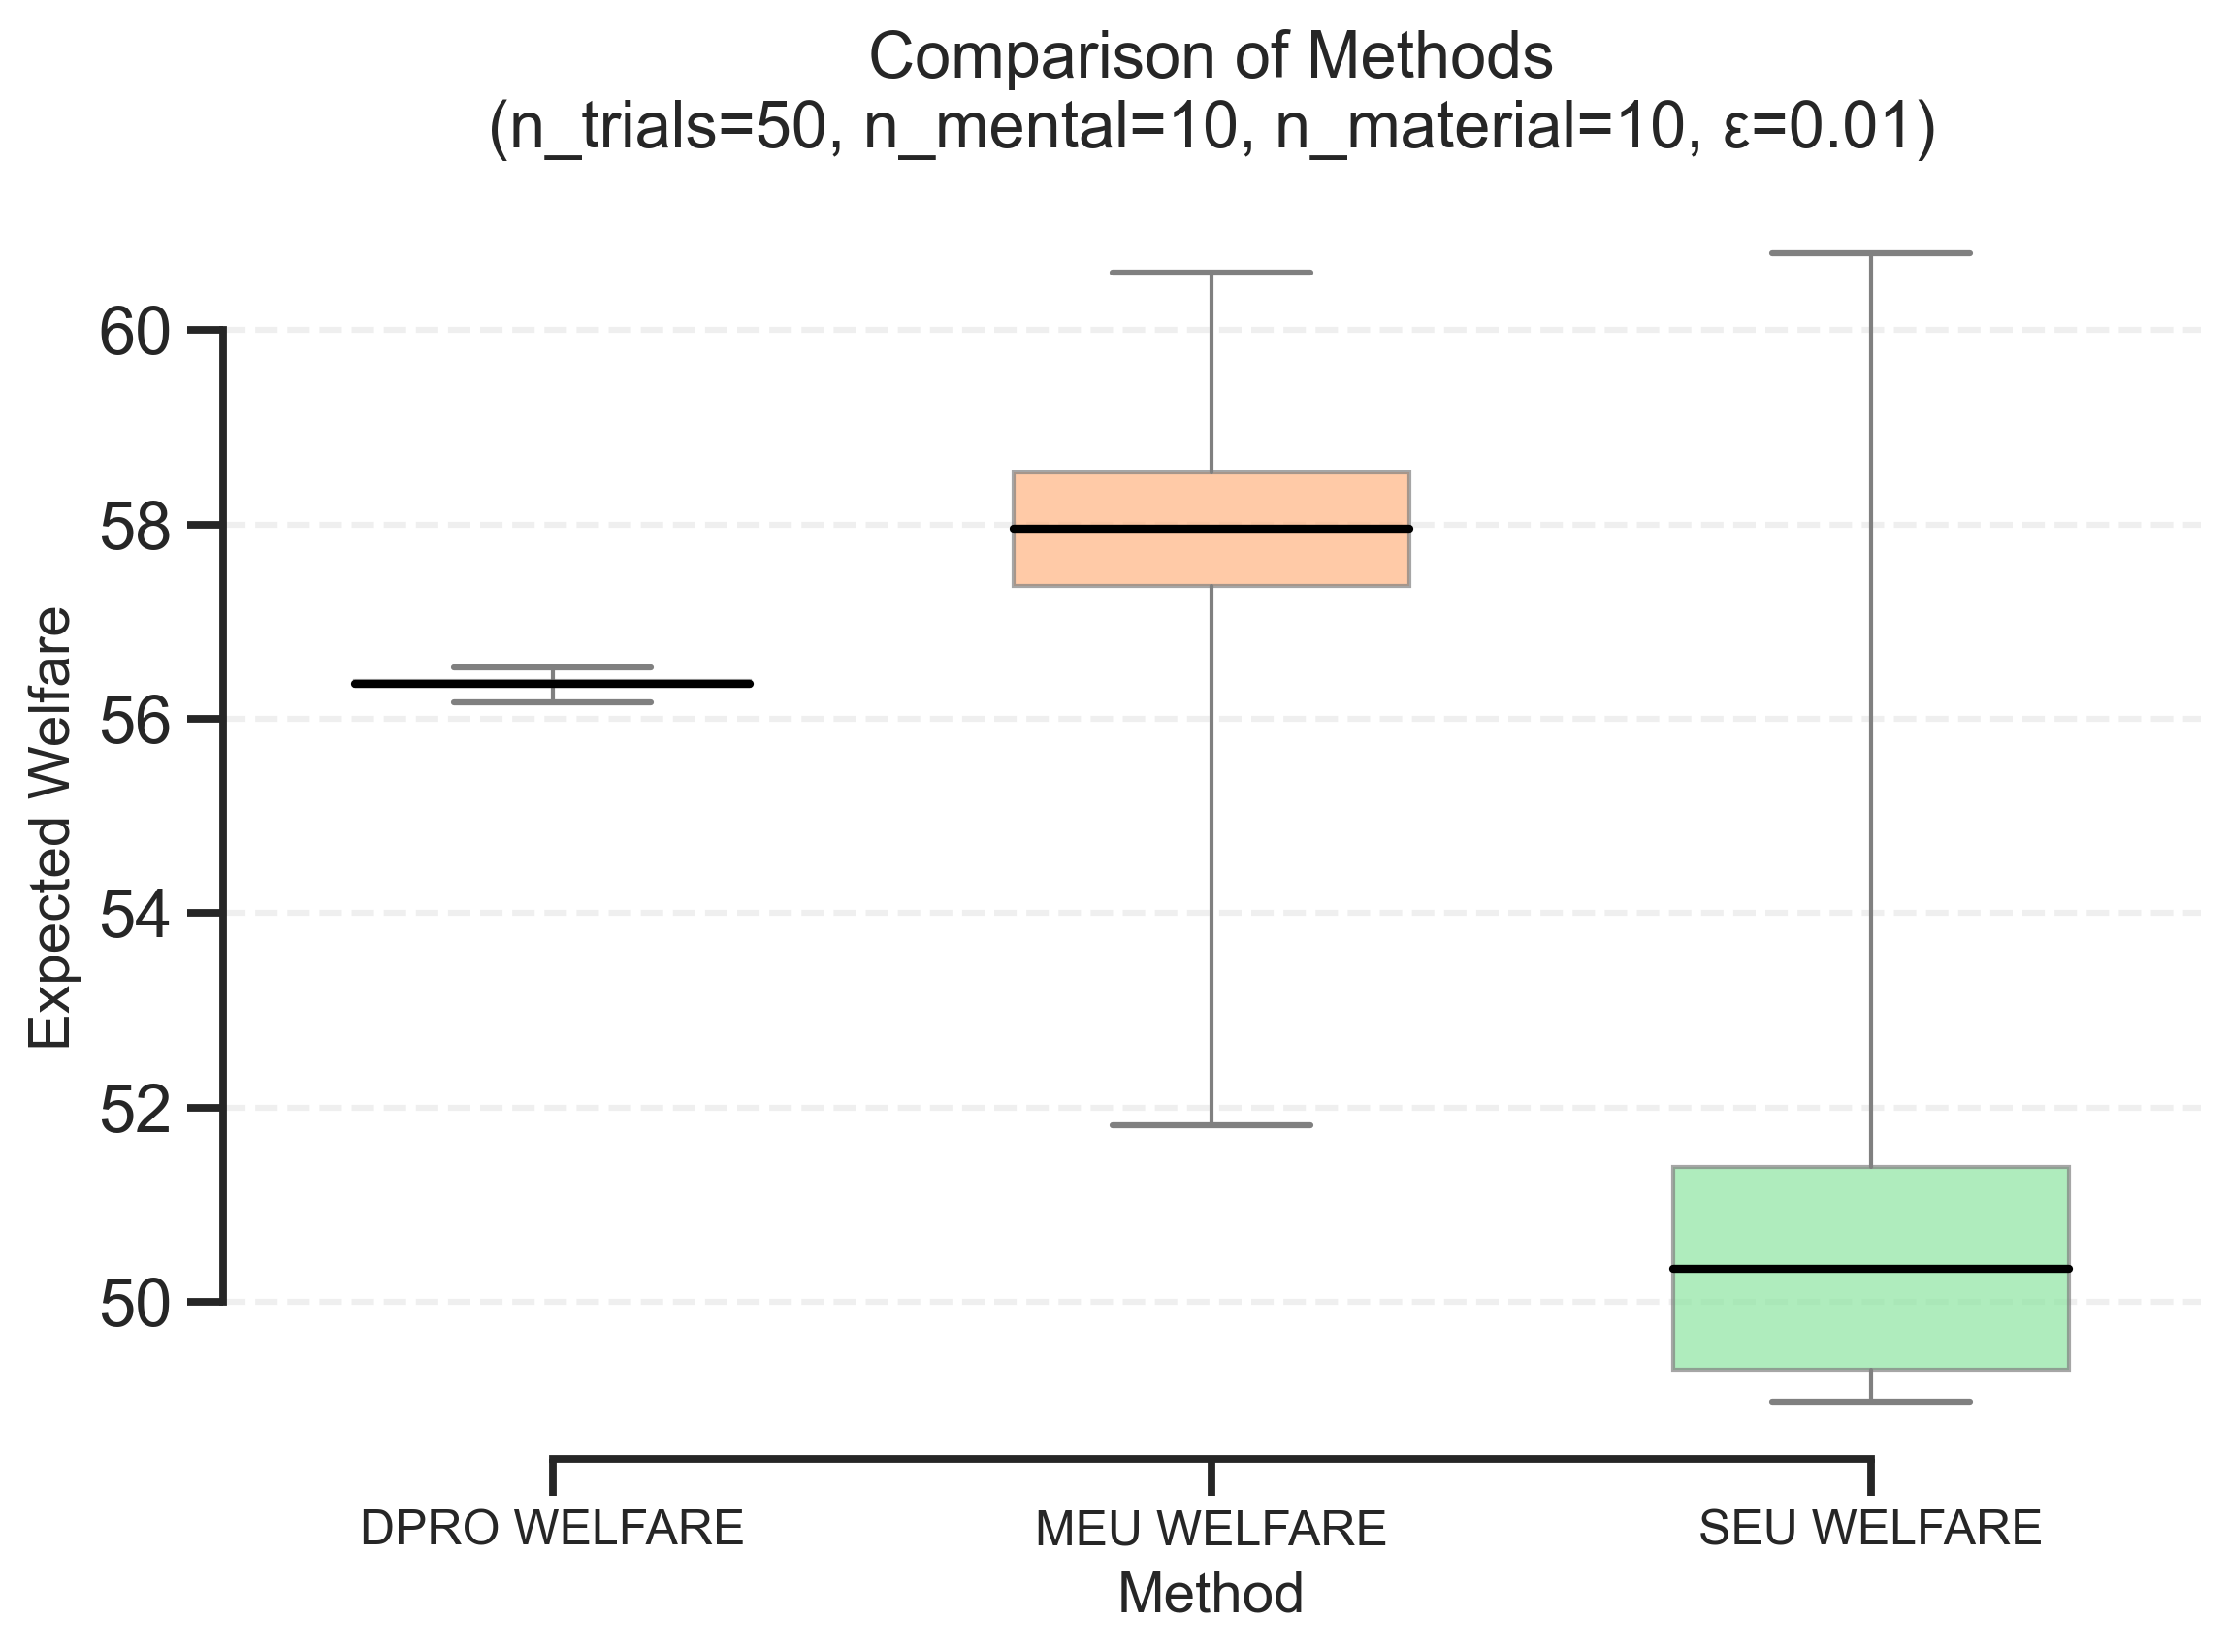 Comparison of Methods
(n_trials=50, n_mental=10, n_material=10, ε=0.01)
Expected Welfare
60
58
56
54
52
50
DPRO WELFARE
MEU WELFARE
SEU WELFARE
Method